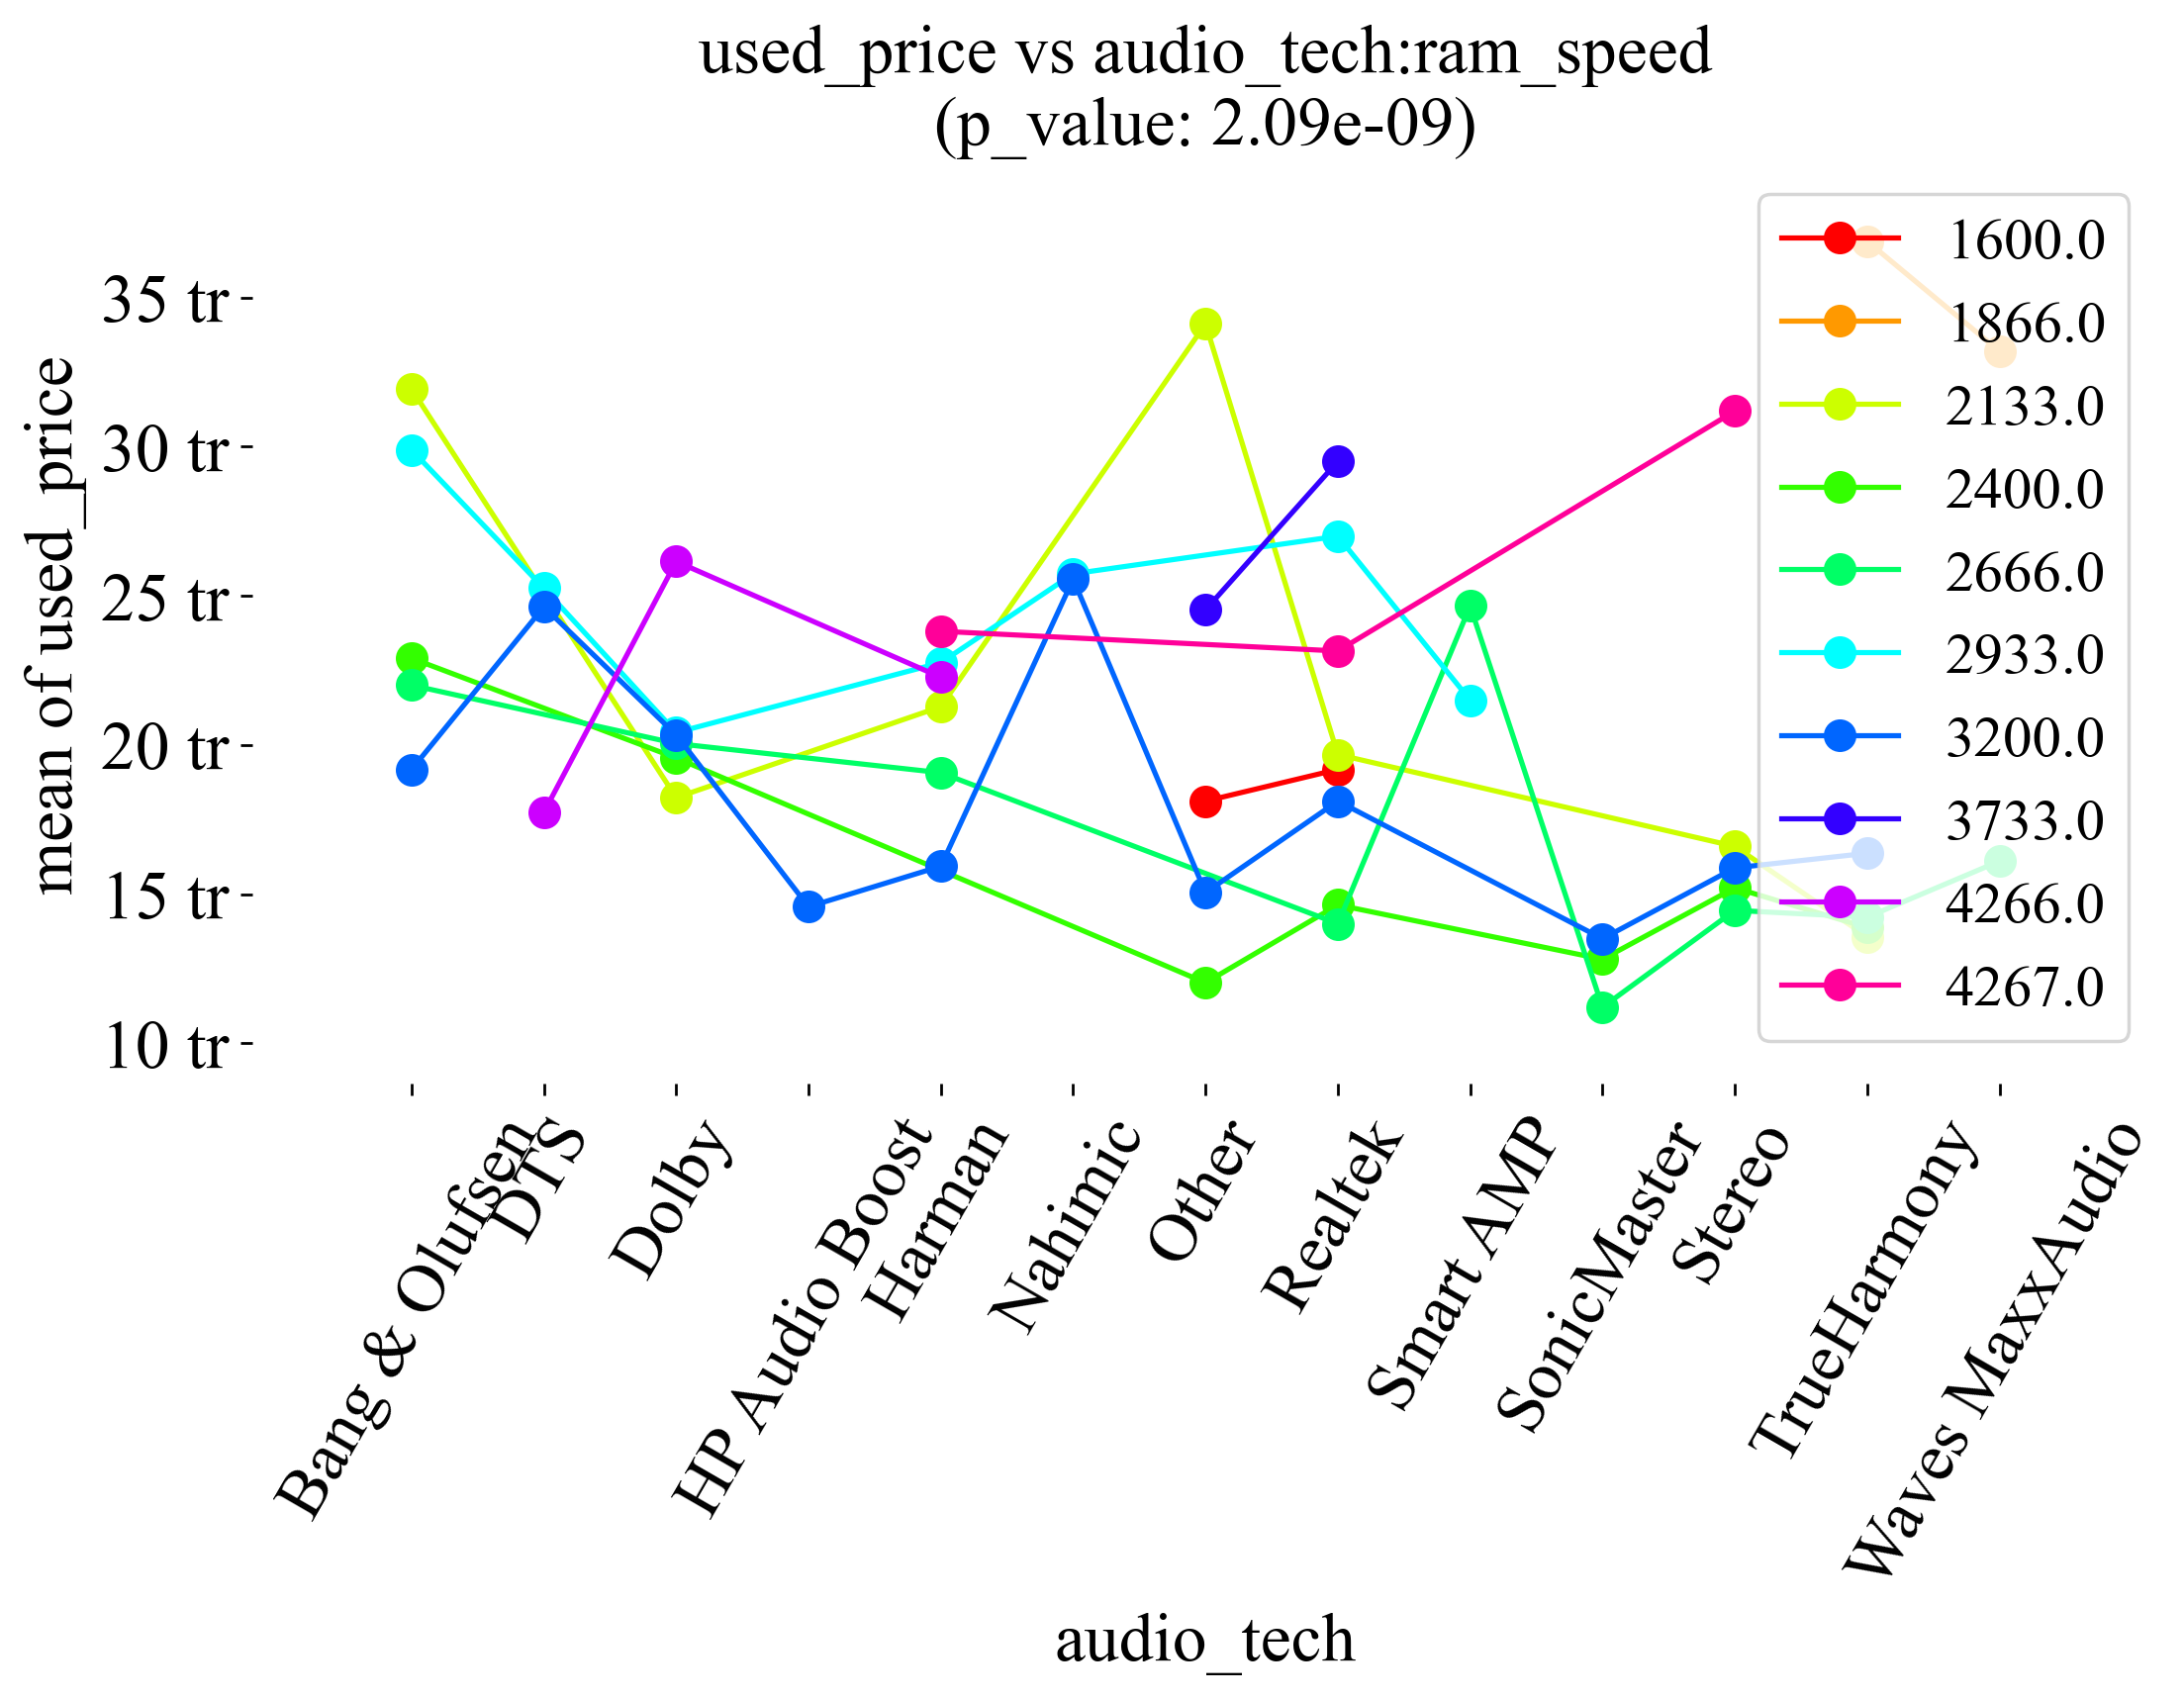 used_price vs audio_tech:ram_speed
(p_value: 2.09e-09)
mean of used_price
35 tr
30 tr
25 tr
20 tr
15 tr
10 tr
1600.0
1866.0
2133.0
2400.0
2666.0
2933.0
3200.0
3733.0
4266.0
4267.0
Bang & Olufsen
DTS
Dolby
HP Audio Boost
Harman
Nahimic
Other
Realtek
Smart AMP
SonicMaster
Stereo
TrueHarmony
Waves MaxxAudio
audio_tech